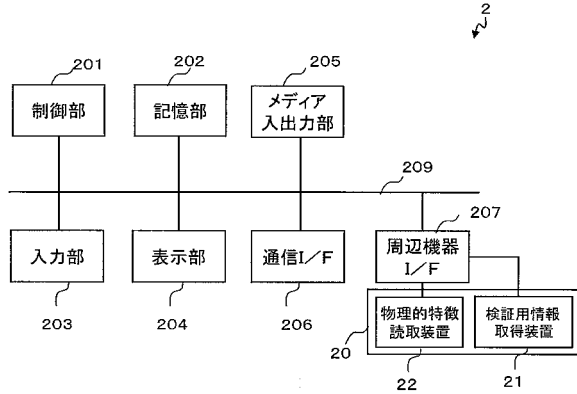 2
201
202
205
制御部
記憶部
メディア
入出力部
209
207
入力部
表示部
通信I/F
周辺機器
I/F
203
204
206
物理的特徴
読取装置
検証用情報
取得装置
20
22
21